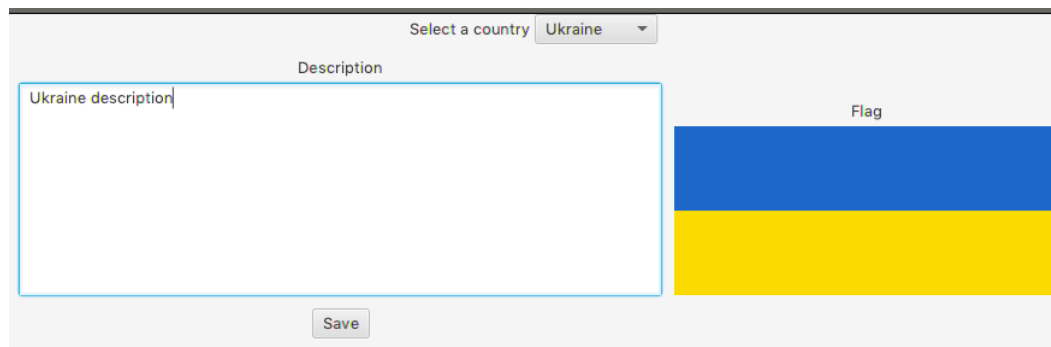 Select a country Ukraine
Description
Ukraine description
Flag
Save